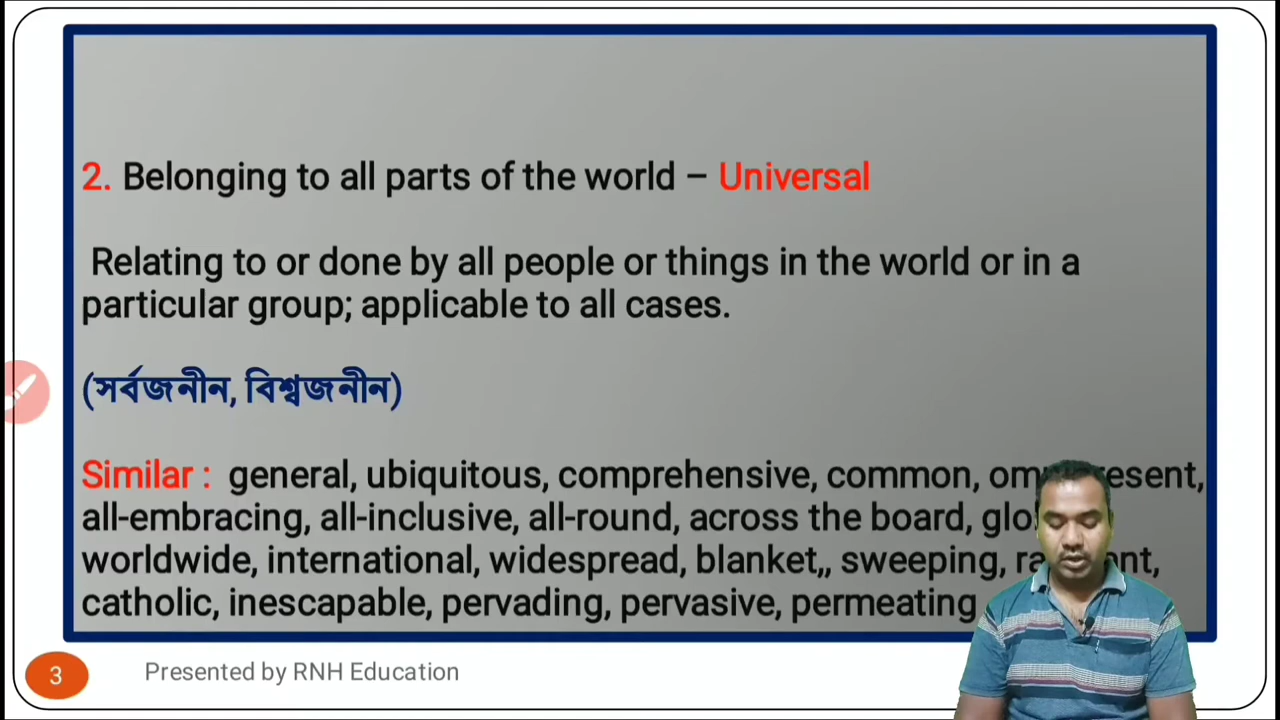 2. Belonging to all parts of the world – Universal
Relating to or done by all people or things in the world or in a
particular group; applicable to all cases.
(সর্বজনীন, বিশ্বজনীন)
Similar : general, ubiquitous, comprehensive, common,
all-embracing, all-inclusive, all-round, across the board,
worldwide, international, widespread, blanket,, sweeping,
catholic, inescapable, pervading, pervasive, permeating
3
Presented by RNH Education